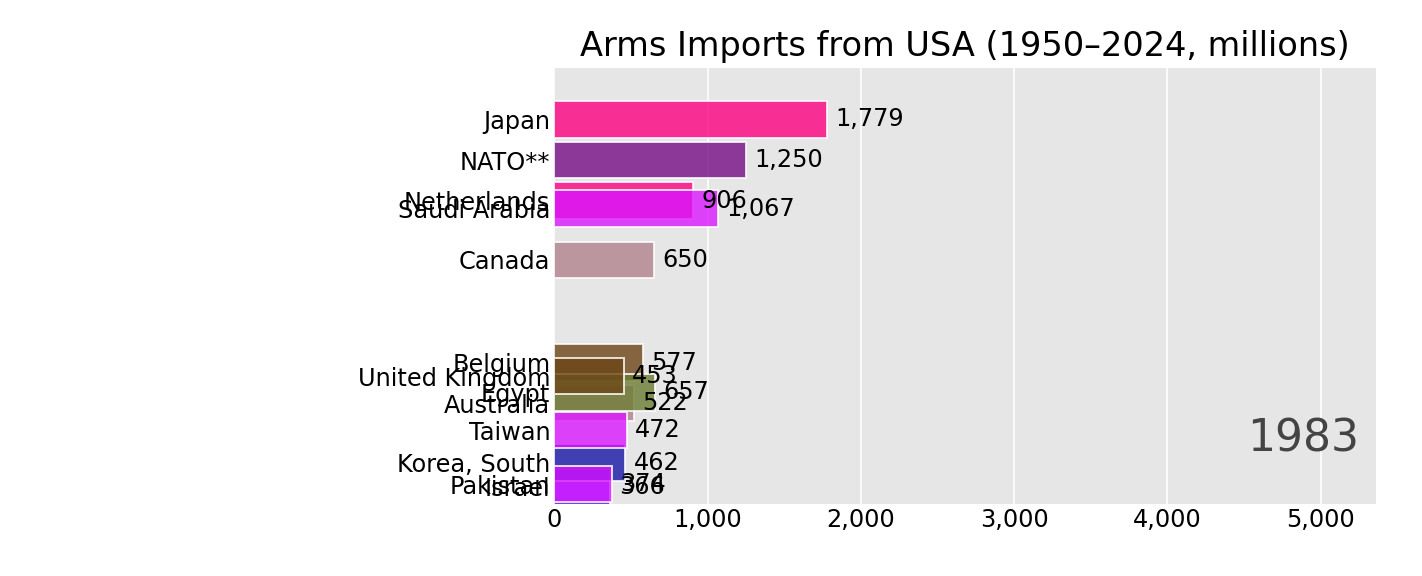 Arms Imports from USA (1950–2024, millions)
Japan 1,779
NATO** 1,250
Netherlands 906
Saudi Arabia 1,067
Canada 650
Belgium 577
United Kingdom 453
Egypt 657
Australia 522
Taiwan 472
1983
Korea, South 462
Pakistan 374
Israel 366
0 1,000 2,000 3,000 4,000 5,000